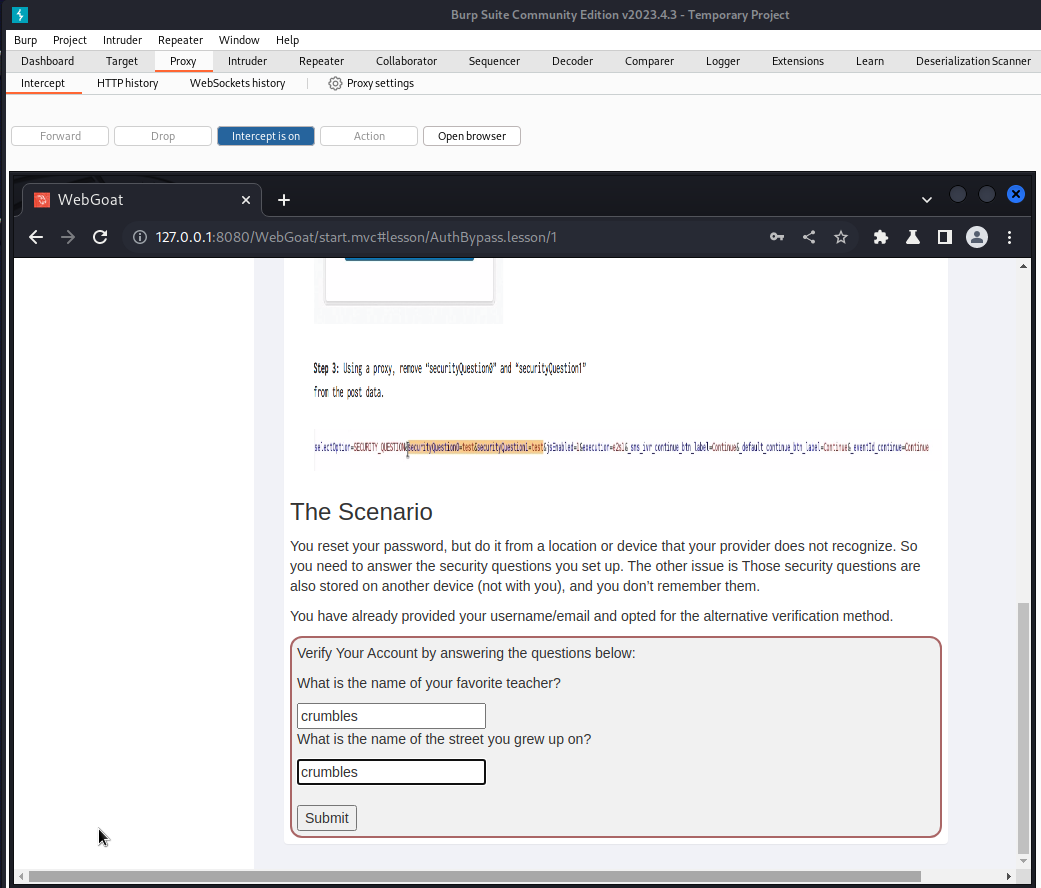 Burp Suite Community Edition v2023.4.3 - Temporary Project
Burp Project Intruder Repeater Window Help
Dashboard Target Proxy Intruder Repeater Collaborator Sequencer Decoder Comparer Logger Extensions Learn Deserialization Scanner
Intercept HTTP history WebSockets history Proxy settings
Forward Drop Intercept is on Action Open browser
WebGoat
127.0.0.1:8080/WebGoat/start.mvc#lesson/AuthBypass.lesson/1
Step 3: Using a proxy, remove “securityQuestion0” and “securityQuestion1”
from the post data.
selectOption=SECURITY_QUESTION&securityQuestion0=test&securityQuestion1=test&jsEnabled=1&execution=e2s1&_sms_ivr_continue_btn_label=Continue&_default_continue_btn_label=Continue&_eventId_continue=Continue
The Scenario
You reset your password, but do it from a location or device that your provider does not recognize. So
you need to answer the security questions you set up. The other issue is Those security questions are
also stored on another device (not with you), and you don’t remember them.
You have already provided your username/email and opted for the alternative verification method.
Verify Your Account by answering the questions below:
What is the name of your favorite teacher?
crumbles
What is the name of the street you grew up on?
crumbles
Submit